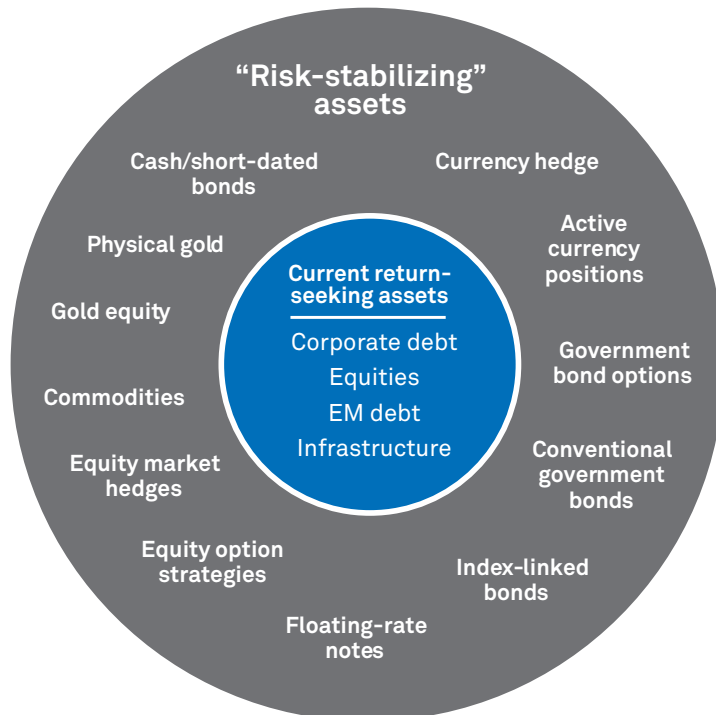 “Risk-stabilizing”
assets
Cash/short-dated
bonds
Currency hedge
Physical gold
Active
currency
positions
Gold equity
Current return-
seeking assets
Corporate debt
Equities
EM debt
Infrastructure
Government
bond options
Commodities
Conventional
government
bonds
Equity market
hedges
Equity option
strategies
Index-linked
bonds
Floating-rate
notes